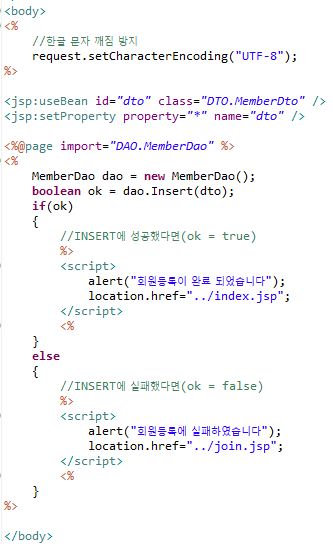 <body>
<%
//한글 문자 깨짐 방지
request.setCharacterEncoding("UTF-8");
%>
<jsp:useBean id="dto" class="DTO.MemberDto" />
<jsp:setProperty property="*" name="dto" />
<%@page import="DAO.MemberDao" %>
<%
MemberDao dao = new MemberDao();
boolean ok = dao.Insert(dto);
if(ok)
{
//INSERT에 성공했다면(ok = true)
%>
<script>
alert("회원등록이 완료 되었습니다");
location.href="../index.jsp";
</script>
<%
}
else
{
//INSERT에 실패했다면(ok = false)
%>
<script>
alert("회원등록에 실패하였습니다");
location.href="../join.jsp";
</script>
<%
}
%>
</body>